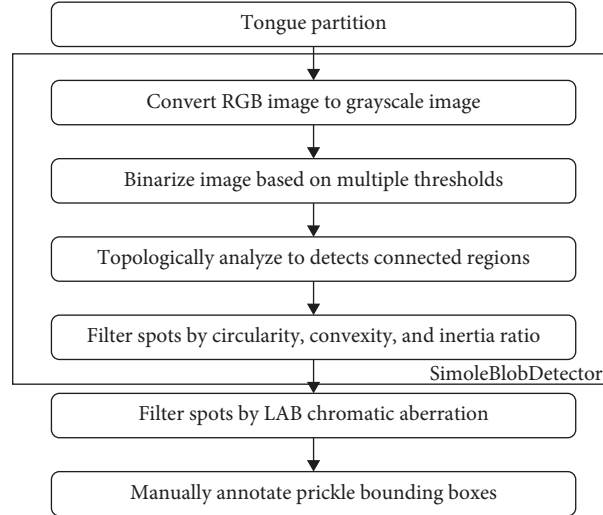 Tongue partition
Convert RGB image to grayscale image
Binarize image based on multiple thresholds
Topologically analyze to detects connected regions
Filter spots by circularity, convexity, and inertia ratio
SimoleBlobDetector
Filter spots by LAB chromatic aberration
Manually annotate prickle bounding boxes